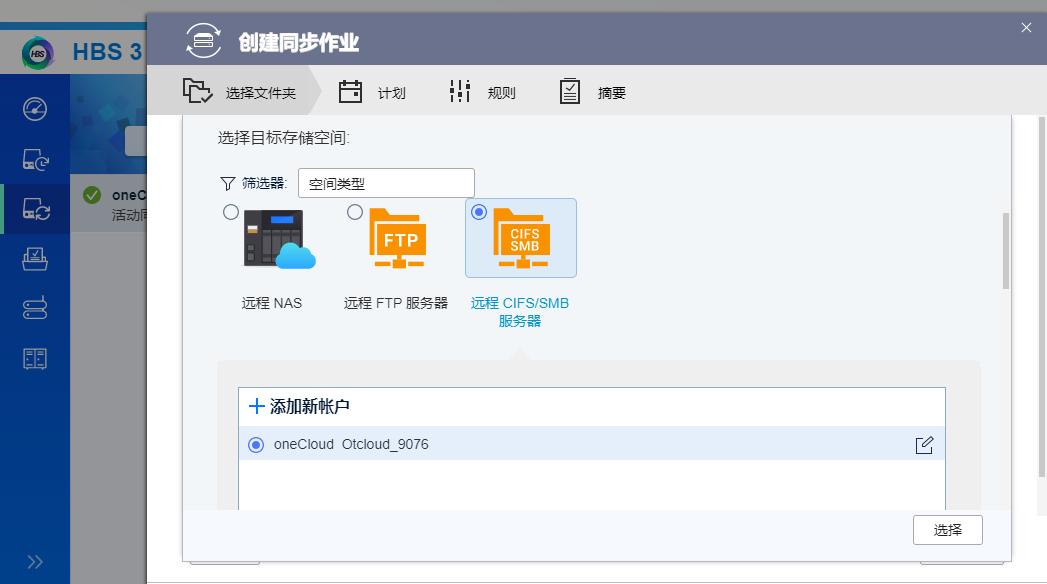 HBS
HBS 3
创建同步作业
选择文件夹
计划
规则
摘要
选择目标存储空间:
筛选器:
空间类型
oneC
活动同
FTP
CIFS
SMB
远程 NAS
远程 FTP 服务器
远程 CIFS/SMB
服务器
添加新帐户
oneCloud Otcloud_9076
选择